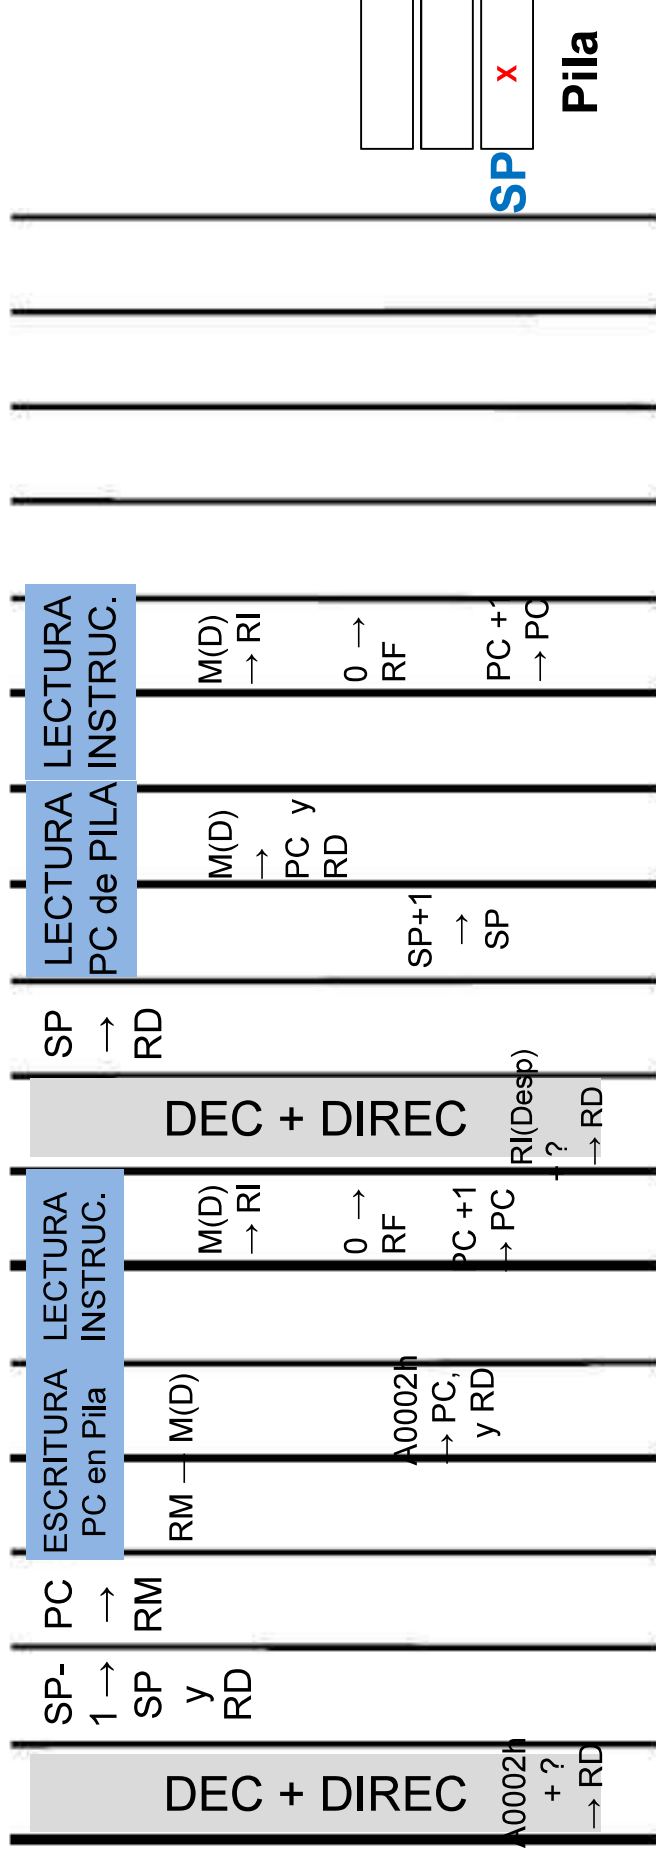 DEC + DIREC
A0002h
+ ?
→ RD
SP-
1→
SP
y
RD
PC
→
RM
ESCRITURA
PC en Pila
RM → M(D)
A0002h
→ PC,
y RD
LECTURA
INSTRUC.
M(D)
→ RI
0 →
RF
PC +1
→ PC
DEC + DIREC
RI(Desp)
+ ?
→ RD
SP
→
RD
LECTURA
PC de PILA
SP+1
→
SP
M(D)
→
PC y
RD
LECTURA
INSTRUC.
M(D)
→ RI
0 →
RF
PC +1
→ PC
SP
x
Pila